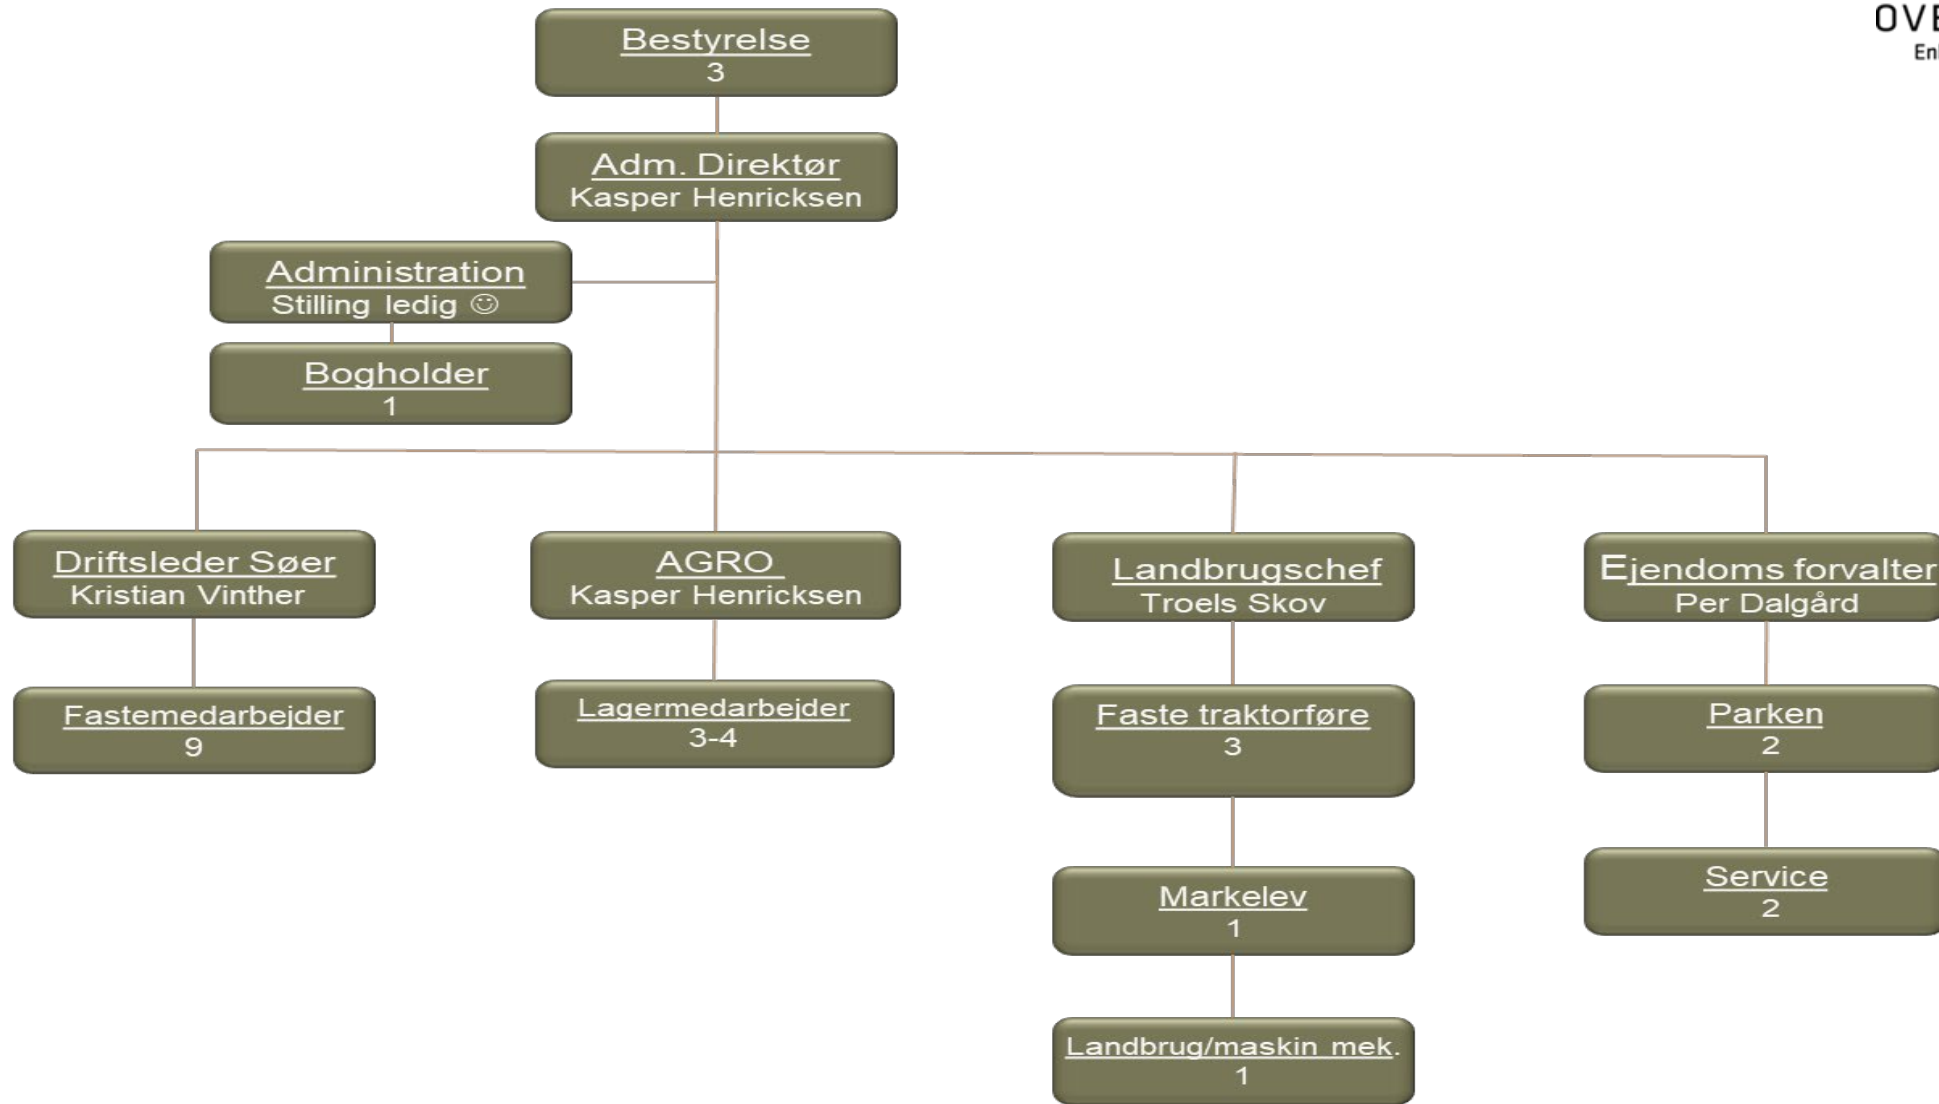 Bestyrelse
3
Adm. Direktør
Kasper Henricksen
Administration
Stilling ledig ☺
Bogholder
1
Driftsleder Søer
Kristian Vinther
Fastemedarbejder
9
AGRO
Kasper Henricksen
Lagermedarbejder
3-4
Landbrugschef
Troels Skov
Faste traktorføre
3
Markelev
1
Landbrug/maskin mek.
1
Ejendoms forvalter
Per Dalgård
Parken
2
Service
2